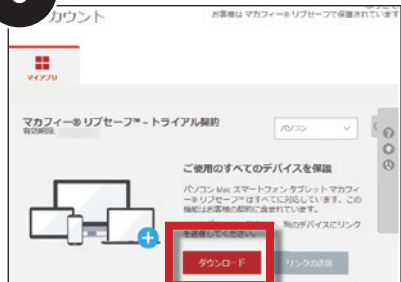 カウント
お客様は マカフィー® リブセーフで保護されています
マイアプリ
マカフィー® リブセーフ™ – トライアル契約
有効期限:
パソコン
ご使用のすべてのデバイスを保護
パソコン Mac スマートフォン タブレット マカフィ
ー® リブセーフ™ はすべてに対応しています。この
機能はお客様の契約に含まれています。
別のデバイスにリンク
を送信してください。
ダウンロード
リンクの送信